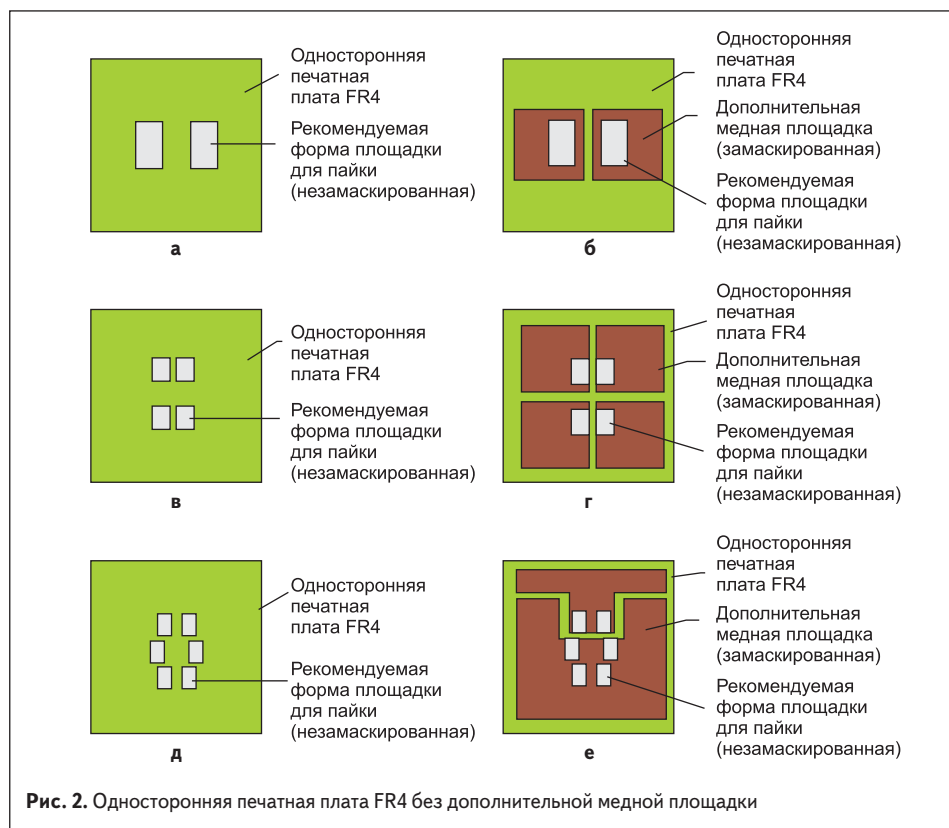 Односторонняя
печатная
плата FR4
Рекомендуемая
форма площадки
для пайки
(незамаскированная)
а
Односторонняя
печатная
плата FR4
Дополнительная
медная площадка
(замаскированная)
Рекомендуемая
форма площадки
для пайки
(незамаскированная)
б
Односторонняя
печатная
плата FR4
Рекомендуемая
форма площадки
для пайки
(незамаскированная)
в
Односторонняя
печатная
плата FR4
Дополнительная
медная площадка
(замаскированная)
Рекомендуемая
форма площадки
для пайки
(незамаскированная)
г
Односторонняя
печатная
плата FR4
Рекомендуемая
форма площадки
для пайки
(незамаскированная)
д
Односторонняя
печатная
плата FR4
Дополнительная
медная площадка
(замаскированная)
Рекомендуемая
форма площадки
для пайки
(незамаскированная)
е
Рис. 2. Односторонняя печатная плата FR4 без дополнительной медной площадки